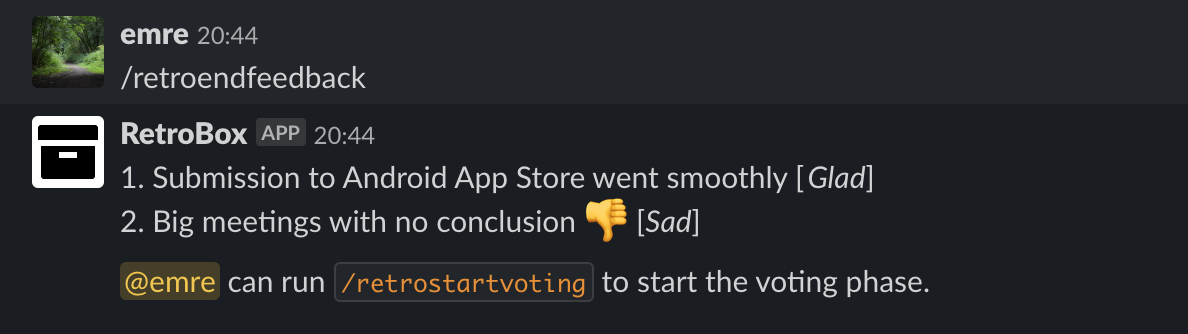 emre 20:44
/retroendfeedback
RetroBox APP 20:44
1. Submission to Android App Store went smoothly [Glad]
2. Big meetings with no conclusion 👎 [Sad]
@emre can run /retrostartvoting to start the voting phase.